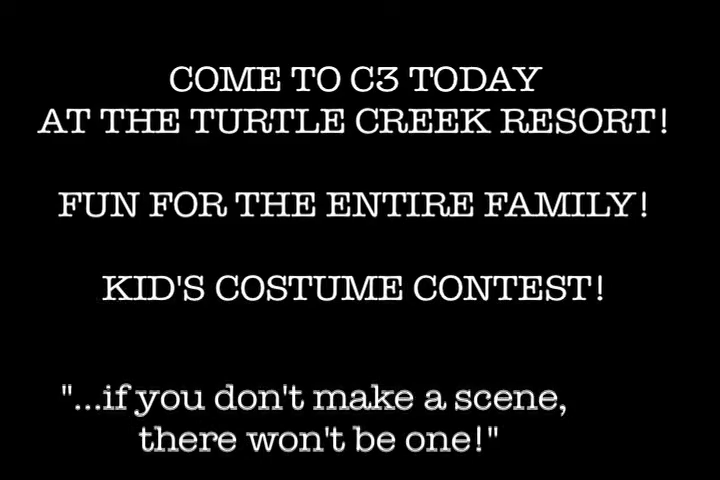 COME TO C3 TODAY
AT THE TURTLE CREEK RESORT!
FUN FOR THE ENTIRE FAMILY!
KID'S COSTUME CONTEST!
"...if you don't make a scene,
there won't be one!"